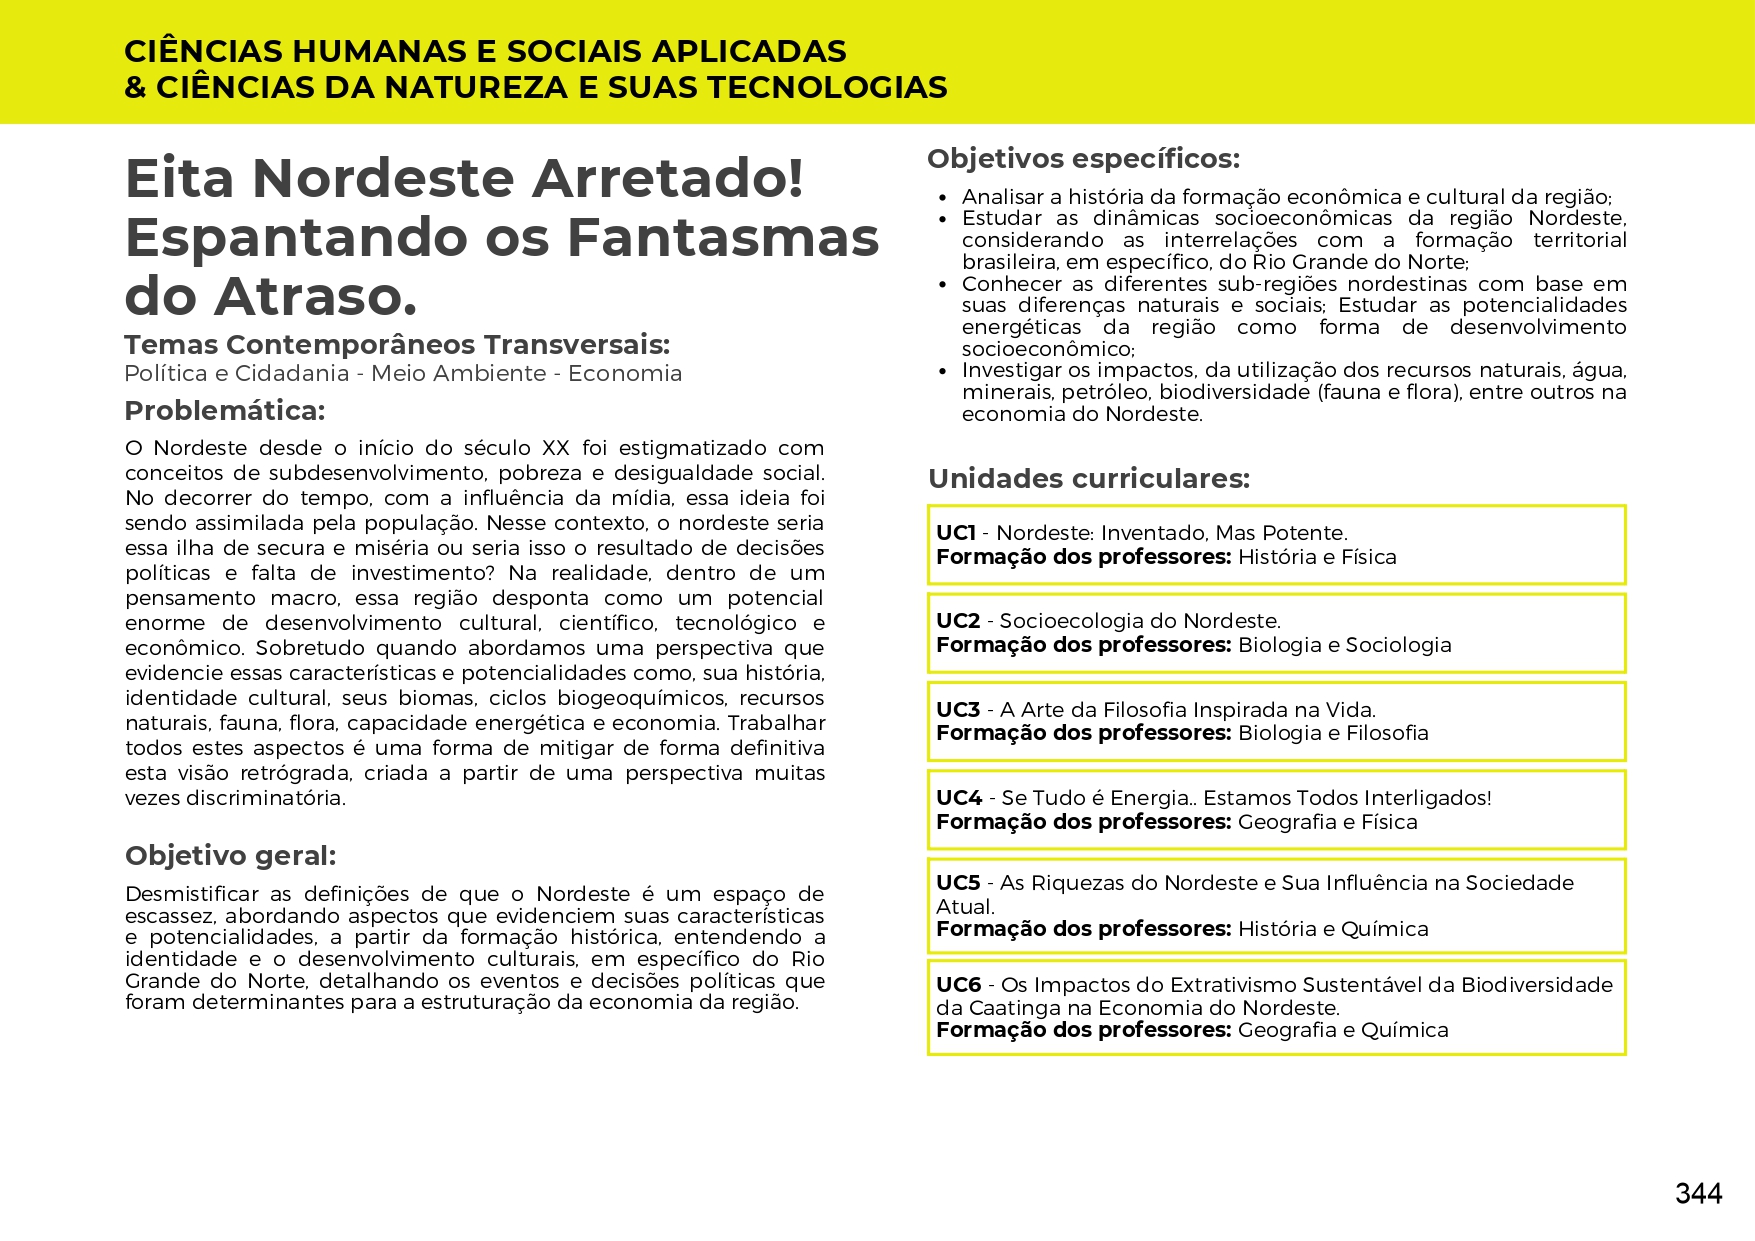 CIÊNCIAS HUMANAS E SOCIAIS APLICADAS
& CIÊNCIAS DA NATUREZA E SUAS TECNOLOGIAS
Eita Nordeste Arretado!
Espantando os Fantasmas
do Atraso.
Temas Contemporâneos Transversais:
Política e Cidadania - Meio Ambiente - Economia
Problemática:
O Nordeste desde o início do século XX foi estigmatizado com
conceitos de subdesenvolvimento, pobreza e desigualdade social.
No decorrer do tempo, com a influência da mídia, essa ideia foi
sendo assimilada pela população. Nesse contexto, o nordeste seria
essa ilha de secura e miséria ou seria isso o resultado de decisões
políticas e falta de investimento? Na realidade, dentro de um
pensamento macro, essa região desponta como um potencial
enorme de desenvolvimento cultural, científico, tecnológico e
econômico. Sobretudo quando abordamos uma perspectiva que
evidencie essas características e potencialidades como, sua história,
identidade cultural, seus biomas, ciclos biogeoquímicos, recursos
naturais, fauna, flora, capacidade energética e economia. Trabalhar
todos estes aspectos é uma forma de mitigar de forma definitiva
esta visão retrógrada, criada a partir de uma perspectiva muitas
vezes discriminatória.
Objetivo geral:
Desmistificar as definições de que o Nordeste é um espaço de
escassez, abordando aspectos que evidenciem suas características
e potencialidades, a partir da formação histórica, entendendo a
identidade e o desenvolvimento culturais, em específico do Rio
Grande do Norte, detalhando os eventos e decisões políticas que
foram determinantes para a estruturação da economia da região.
Objetivos específicos:
• Analisar a história da formação econômica e cultural da região;
• Estudar as dinâmicas socioeconômicas da região Nordeste,
considerando as interrelações com a formação territorial
brasileira, em específico, do Rio Grande do Norte;
• Conhecer as diferentes sub-regiões nordestinas com base em
suas diferenças naturais e sociais; Estudar as potencialidades
energéticas da região como forma de desenvolvimento
socioeconômico;
• Investigar os impactos, da utilização dos recursos naturais, água,
minerais, petróleo, biodiversidade (fauna e flora), entre outros na
economia do Nordeste.
Unidades curriculares:
UC1 - Nordeste: Inventado, Mas Potente.
Formação dos professores: História e Física
UC2 - Socioecologia do Nordeste.
Formação dos professores: Biologia e Sociologia
UC3 - A Arte da Filosofia Inspirada na Vida.
Formação dos professores: Biologia e Filosofia
UC4 - Se Tudo é Energia.. Estamos Todos Interligados!
Formação dos professores: Geografia e Física
UC5 - As Riquezas do Nordeste e Sua Influência na Sociedade
Atual.
Formação dos professores: História e Química
UC6 - Os Impactos do Extrativismo Sustentável da Biodiversidade
da Caatinga na Economia do Nordeste.
Formação dos professores: Geografia e Química
344